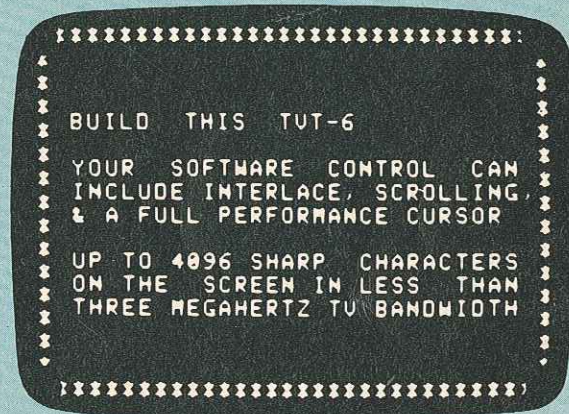 BUILD THIS TVT-6
YOUR SOFTWARE CONTROL CAN
INCLUDE INTERLACE, SCROLLING,
& A FULL PERFORMANCE CURSOR
UP TO 4096 SHARP CHARACTERS
ON THE SCREEN IN LESS THAN
THREE MEGAHERTZ TV BANDWIDTH